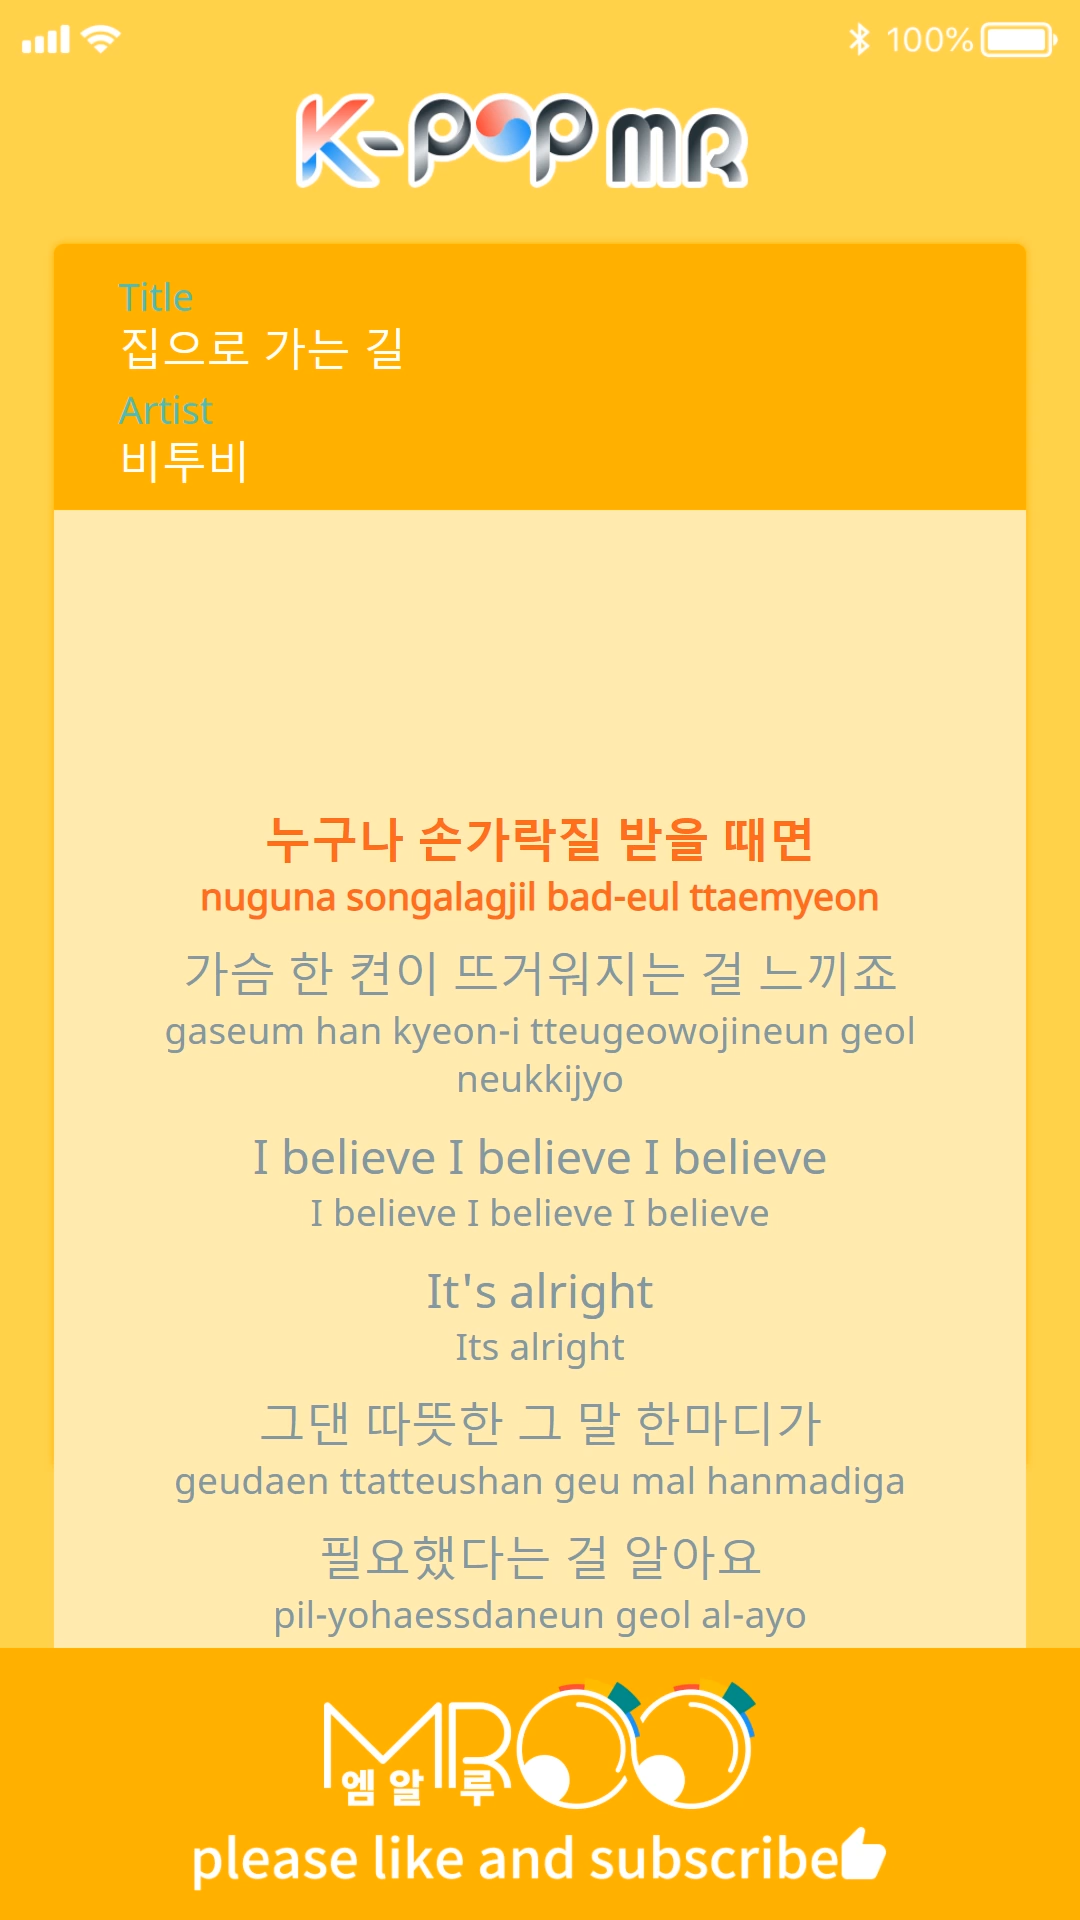 100%
K-POP MR
Title
집으로 가는 길
Artist
비투비
누구나 손가락질 받을 때면
nuguna songalagjil bad-eul ttaemyeon
가슴 한 켠이 뜨거워지는 걸 느끼죠
gaseum han kyeon-i tteugeowojineun geol
neukkijyo
I believe I believe I believe
I believe I believe I believe
It's alright
Its alright
그댄 따뜻한 그 말 한마디가
geudaen ttatteushan geu mal hanmadiga
필요했다는 걸 알아요
pil-yohaessdaneun geol al-ayo
MROO
엠알루
please like and subscribe